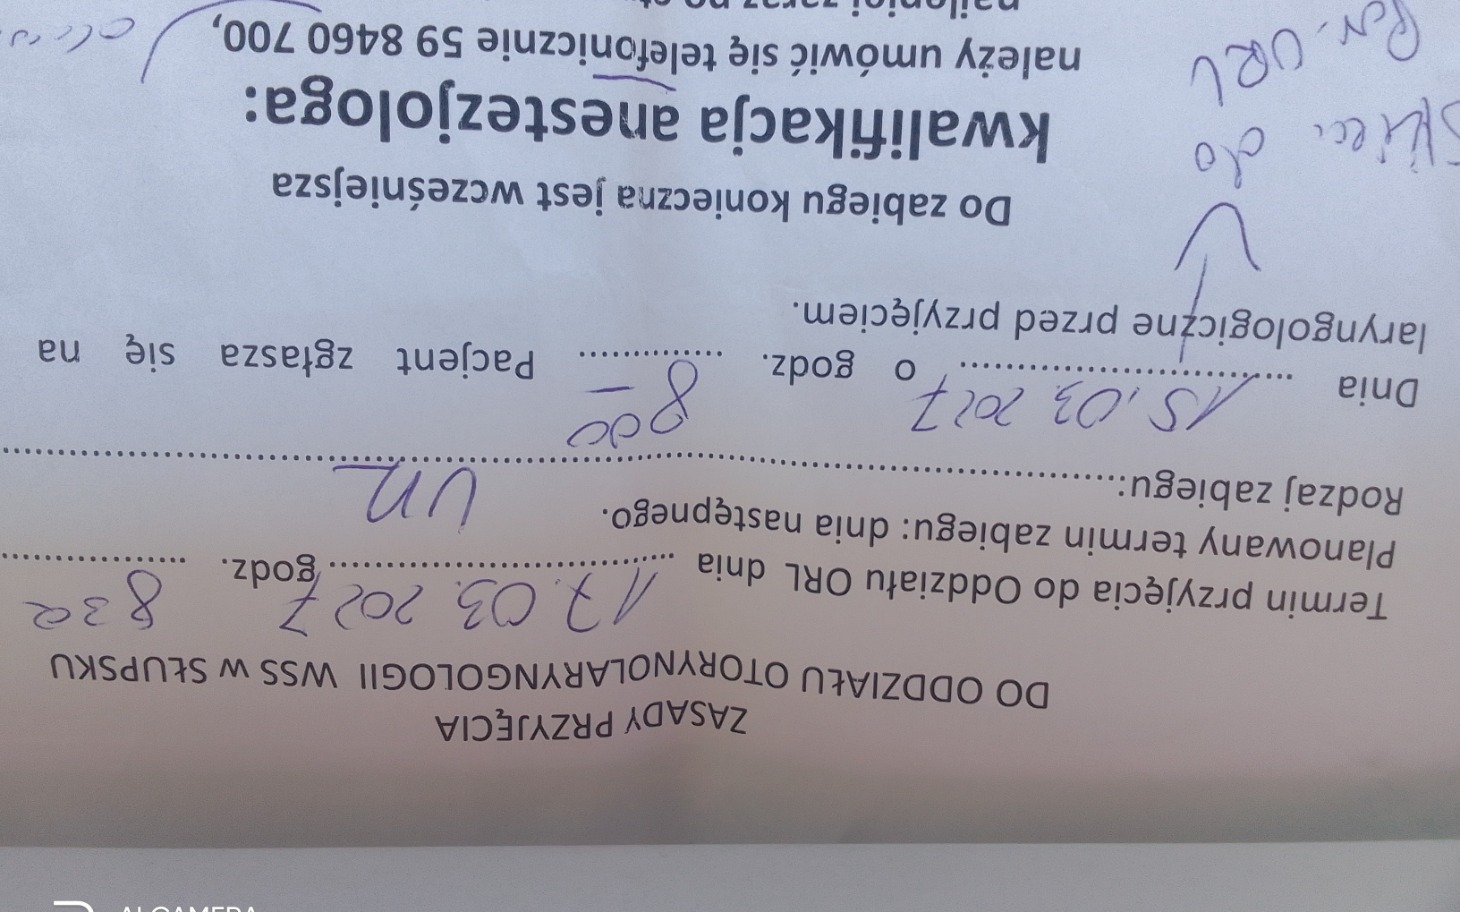 ZASADY PRZYJĘCIA
DO ODDZIAŁU OTORYNOLARYNGOLOGII WSS W SŁUPSKU
Termin przyjęcia do Oddziału ORL dnia 17.03.2027 godz. 8 30
Planowany termin zabiegu: dnia następnego.
Rodzaj zabiegu:
Dnia 15.03.2027 o godz. 8 00 Pacjent zgłasza się na
laryngologiczne przed przyjęciem.
Do zabiegu konieczna jest wcześniejsza
kwalifikacja anestezjologa:
do
należy umówić się telefonicznie 59 8460 700,